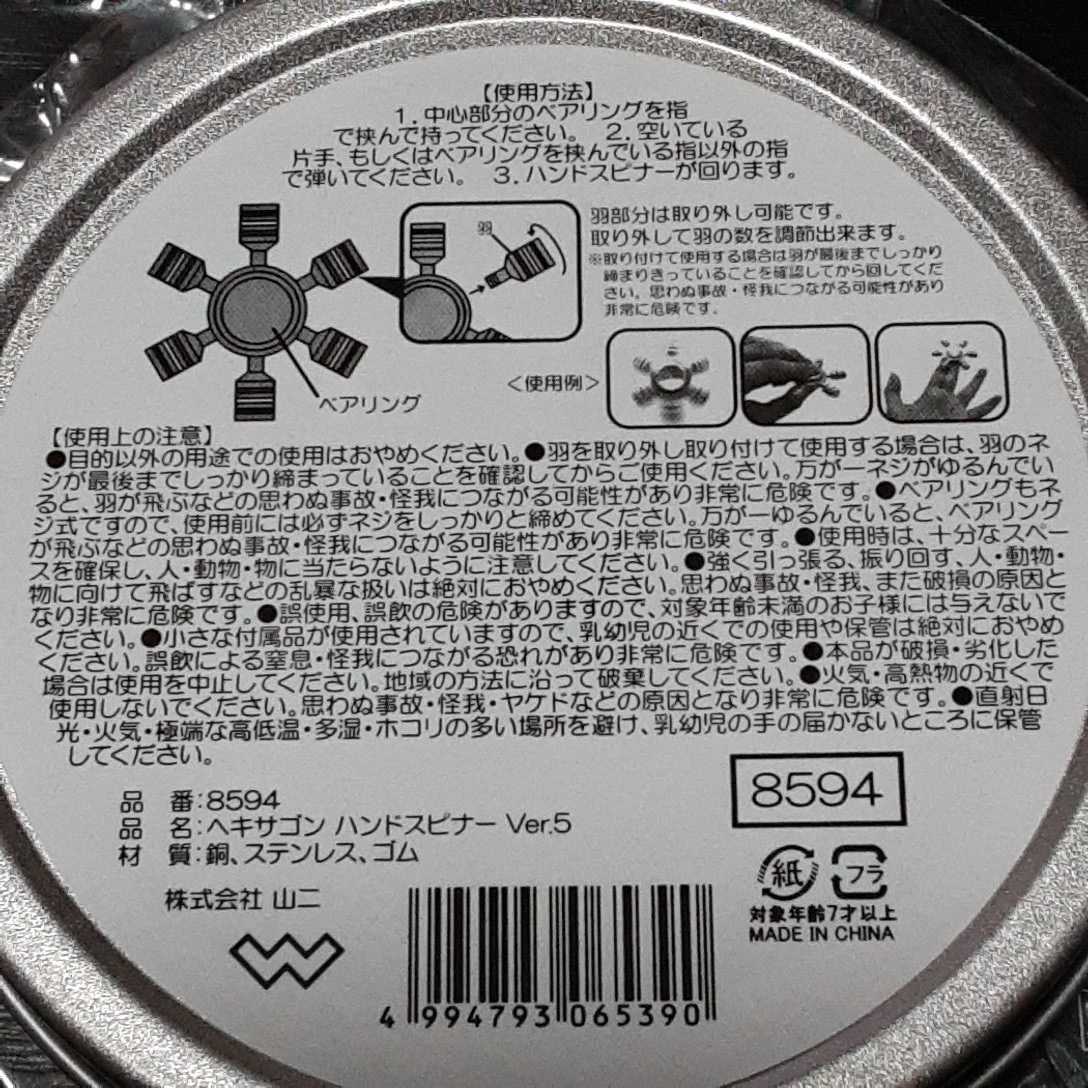 【使用方法】
1.中心部分のベアリングを指
で挟んで持ってください。 2.空いている
片手、もしくはベアリングを挟んでいる指以外の指
で弾いてください。 3.ハンドスピナーが回ります。
羽
羽部分は取り外し可能です。
取り外して羽の数を調節出来ます。
※取り付けて使用する場合は羽が最後までしっかり
締まりきっていることを確認してから回してくだ
さい。思わぬ事故・怪我につながる可能性があり
非常に危険です。
<使用例>
ベアリング
【使用上の注意】
●目的以外の用途での使用はおやめください。●羽を取り外し取り付けて使用する場合は、羽のネ
ジが最後までしっかり締まっていることを確認してからご使用ください。万が一ネジがゆるんでい
ると、羽が飛ぶなどの思わぬ事故・怪我につながる可能性があり非常に危険です。●ベアリングもネ
ジ式ですので、使用前には必ずネジをしっかりと締めてください。万が一ゆるんでいると、ベアリング
が飛ぶなどの思わぬ事故・怪我につながる可能性があり非常に危険です。●使用時は、十分なスペー
スを確保し、人・動物・物に当たらないように注意してください。●強く引っ張る、振り回す、人・動物・
物に向けて飛ばすなどの乱暴な扱いは絶対におやめください。思わぬ事故・怪我、また破損の原因と
なり非常に危険です。●誤使用、誤飲の危険がありますので、対象年齢未満のお子様には与えないで
ください。●小さな付属品が使用されていますので、乳幼児の近くでの使用や保管は絶対におやめ
ください。誤飲による窒息・怪我につながる恐れがあり非常に危険です。●本品が破損・劣化した
場合は使用を中止してください。地域の方法に沿って破棄してください。●火気・高熱物の近くで
使用しないでください。思わぬ事故・怪我・ヤケドなどの原因となり非常に危険です。●直射日
光・火気・極端な高低温・多湿・ホコリの多い場所を避け、乳幼児の手の届かないところに保管
してください。
品 番:8594
品 名:ヘキサゴン ハンドスピナー Ver.5
材 質:銅、ステンレス、ゴム
株式会社 山二
8594
紙 プラ
対象年齢7才以上
MADE IN CHINA
4 994793 065390